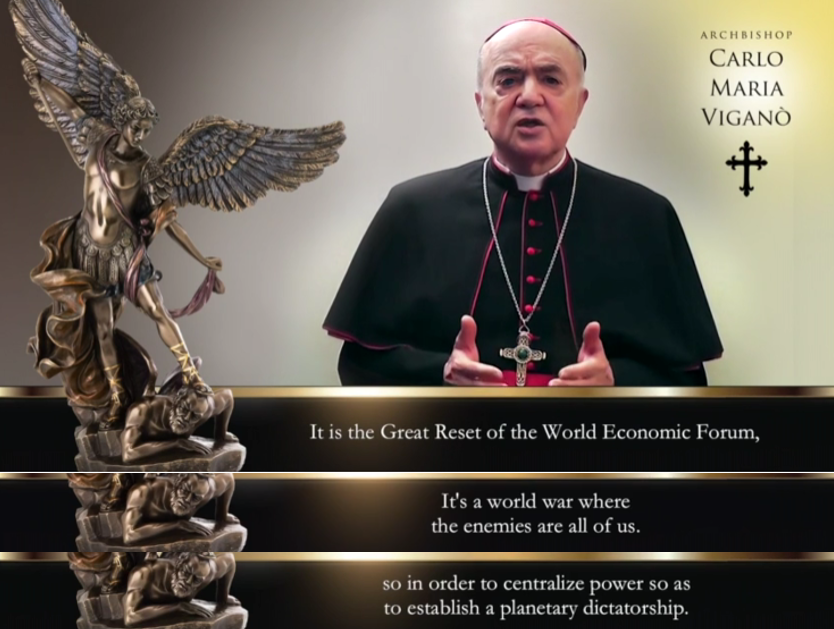 ARCHBISHOP
CARLO
MARIA
VIGANÒ
It is the Great Reset of the World Economic Forum,
It's a world war where
the enemies are all of us.
so in order to centralize power so as
to establish a planetary dictatorship.